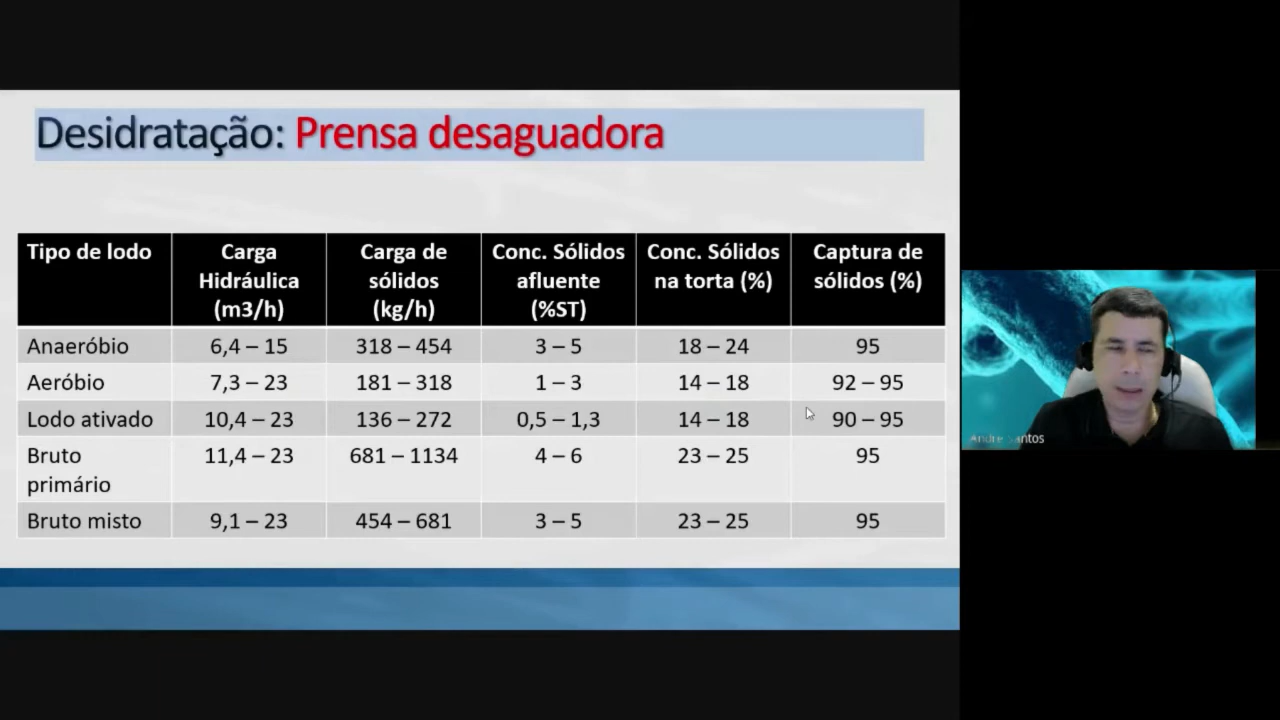 Desidratação: Prensa desaguadora
Tipo de lodo
Carga Hidráulica (m3/h)
Carga de sólidos (kg/h)
Conc. Sólidos afluente (%ST)
Conc. Sólidos na torta (%)
Captura de sólidos (%)
Anaeróbio 6,4 – 15 318 – 454 3 – 5 18 – 24 95
Aeróbio 7,3 – 23 181 – 318 1 – 3 14 – 18 92 – 95
Lodo ativado 10,4 – 23 136 – 272 0,5 – 1,3 14 – 18 90 – 95
Bruto primário 11,4 – 23 681 – 1134 4 – 6 23 – 25 95
Bruto misto 9,1 – 23 454 – 681 3 – 5 23 – 25 95
Andre Santos